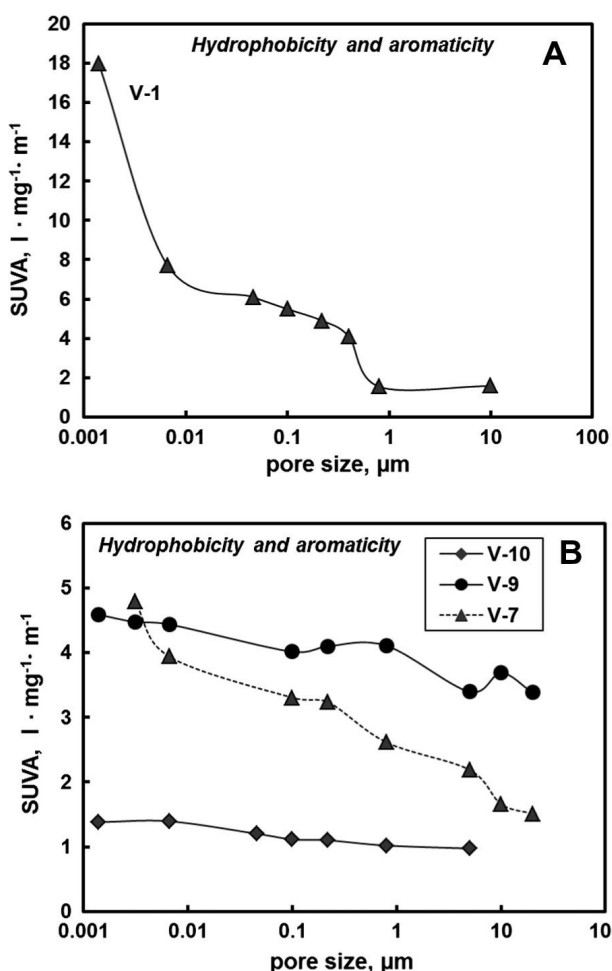 Hydrophobicity and aromaticity
A
V-1
SUVA, l · mg-1· m-1
20
18
16
14
12
10
8
6
4
2
0
0.001 0.01 0.1 1 10 100
pore size, µm
Hydrophobicity and aromaticity
B
V-10
V-9
V-7
SUVA, l · mg-1· m-1
6
5
4
3
2
1
0
0.001 0.01 0.1 1 10 10
pore size, µm